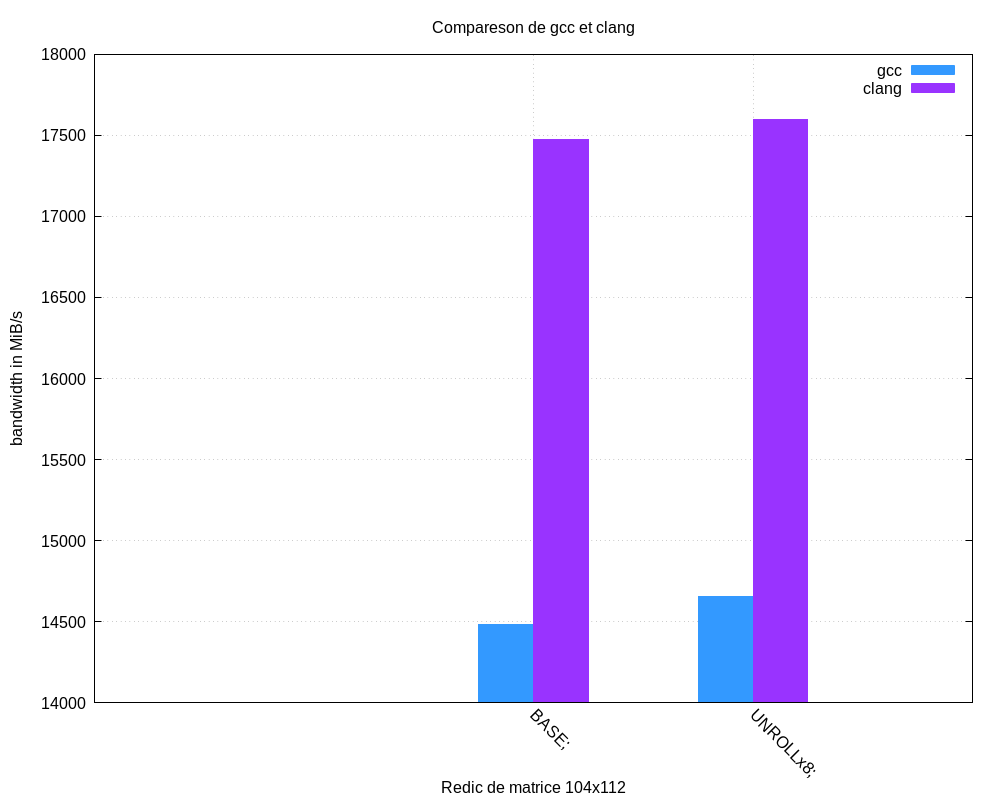 Compareson de gcc et clang
gcc
clang
18000
17500
17000
16500
16000
15500
15000
14500
14000
bandwidth in MiB/s
BASE;
UNROLLx8;
Redic de matrice 104x112